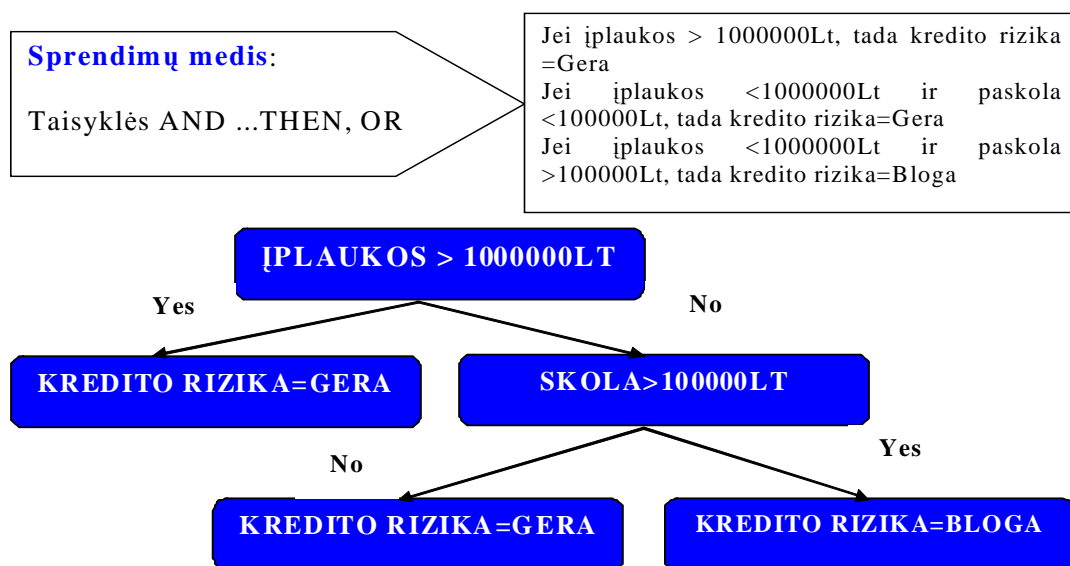 Sprendimų medis:
Taisyklės AND ...THEN, OR
Jei įplaukos > 1000000Lt, tada kredito rizika
=Gera
Jei įplaukos <1000000Lt ir paskola
<100000Lt, tada kredito rizika=Gera
Jei įplaukos <1000000Lt ir paskola
>100000Lt, tada kredito rizika=Bloga
ĮPLAUKOS > 1000000LT
Yes
No
KREDITO RIZIKA=GERA
SKOLA>100000LT
No
Yes
KREDITO RIZIKA=GERA
KREDITO RIZIKA=BLOGA